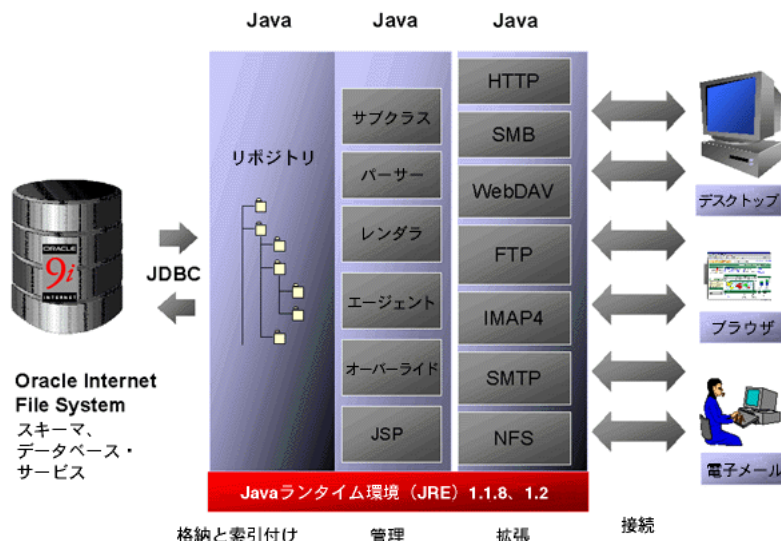 Java
Java
Java
リポジトリ
サブクラス
パーサー
レンダラ
エージェント
オーバーライド
JSP
HTTP
SMB
WebDAV
FTP
IMAP4
SMTP
NFS
デスクトップ
ブラウザ
電子メール
ORACLE
9i
INTERNET
JDBC
Oracle Internet
File System
スキーマ、
データベース・
サービス
Javaランタイム環境（JRE）1.1.8、1.2
格納と索引付け
管理
拡張
接続